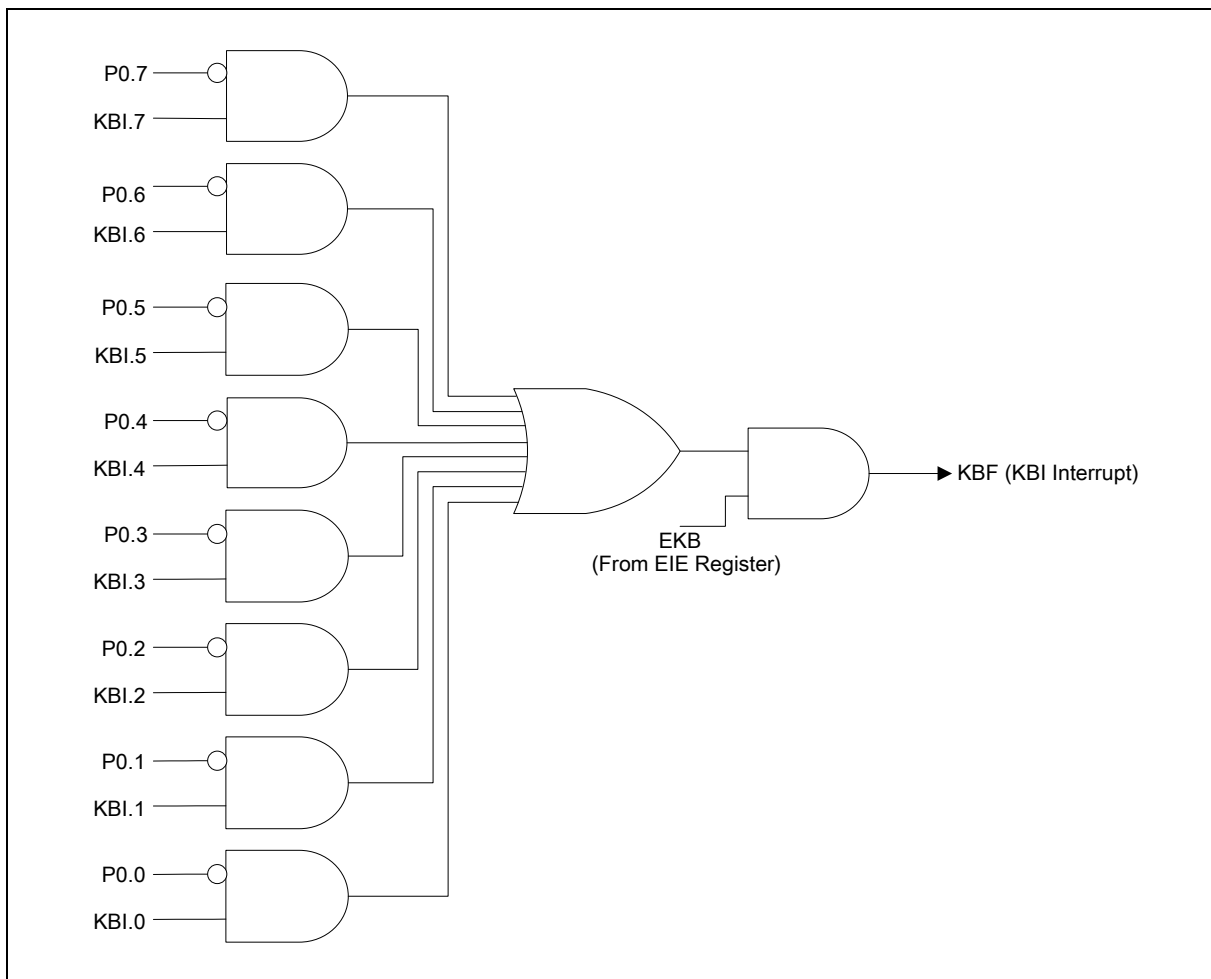 P0.7
KBI.7
P0.6
KBI.6
P0.5
KBI.5
P0.4
KBI.4
P0.3
KBI.3
P0.2
KBI.2
P0.1
KBI.1
P0.0
KBI.0
EKB
(From EIE Register)
KBF (KBI Interrupt)